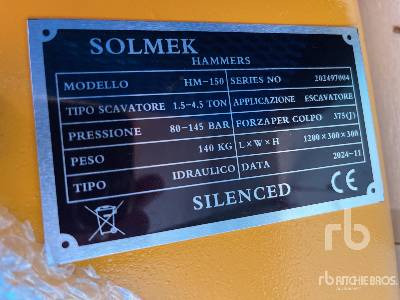 SOLMEK
HAMMERS
MODELLO HM-150 SERIES NO 202497004
TIPO SCAVATORE 1.5-4.5 TON APPLICAZIONE ESCAVATORE
PRESSIONE 80-145 BAR FORZAPER COLPO 375(J)
PESO 140 KG L×W×H 1200×300×300
TIPO IDRAULICO DATA 2024-11
SILENCED CE
rb
rb RITCHIE BROS.